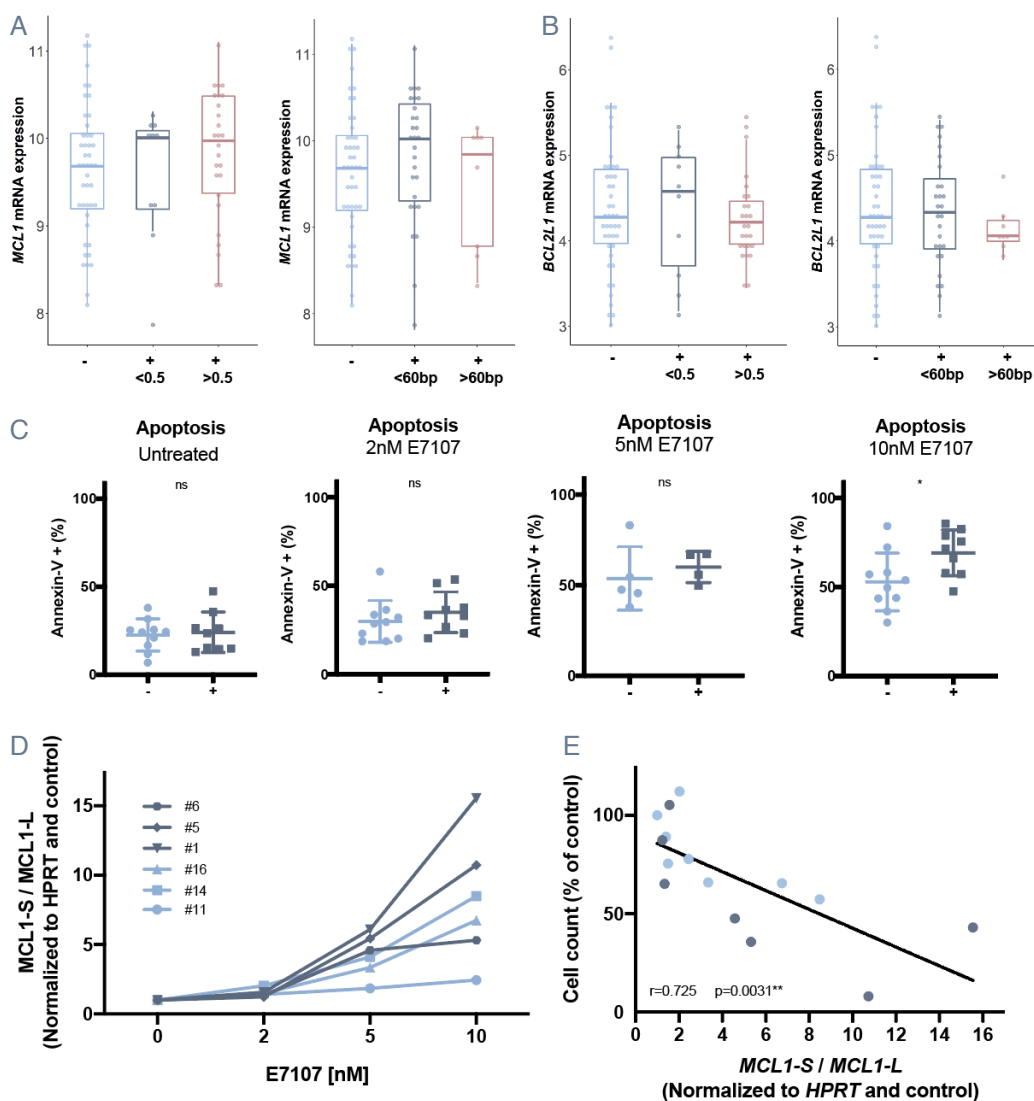 A
MCL1 mRNA expression
11
10
9
8
-
+
<0.5
+
>0.5
MCL1 mRNA expression
11
10
9
8
-
+
<60bp
+
>60bp
B
BCL2L1 mRNA expression
6
5
4
3
-
+
<0.5
+
>0.5
BCL2L1 mRNA expression
6
5
4
3
-
+
<60bp
+
>60bp
C
Apoptosis
Untreated
Annexin-V + (%)
100
50
0
ns
-
+
Apoptosis
2nM E7107
Annexin-V + (%)
100
50
0
ns
-
+
Apoptosis
5nM E7107
Annexin-V + (%)
100
50
0
ns
-
+
Apoptosis
10nM E7107
Annexin-V + (%)
100
50
0
*
-
+
D
MCL1-S / MCL1-L
(Normalized to HPRT and control)
15
10
5
0
#6
#5
#1
#16
#14
#11
0 2 5 10
E7107 [nM]
E
Cell count (% of control)
100
50
0
r=0.725 p=0.0031**
0 2 4 6 8 10 12 14 16
MCL1-S / MCL1-L
(Normalized to HPRT and control)